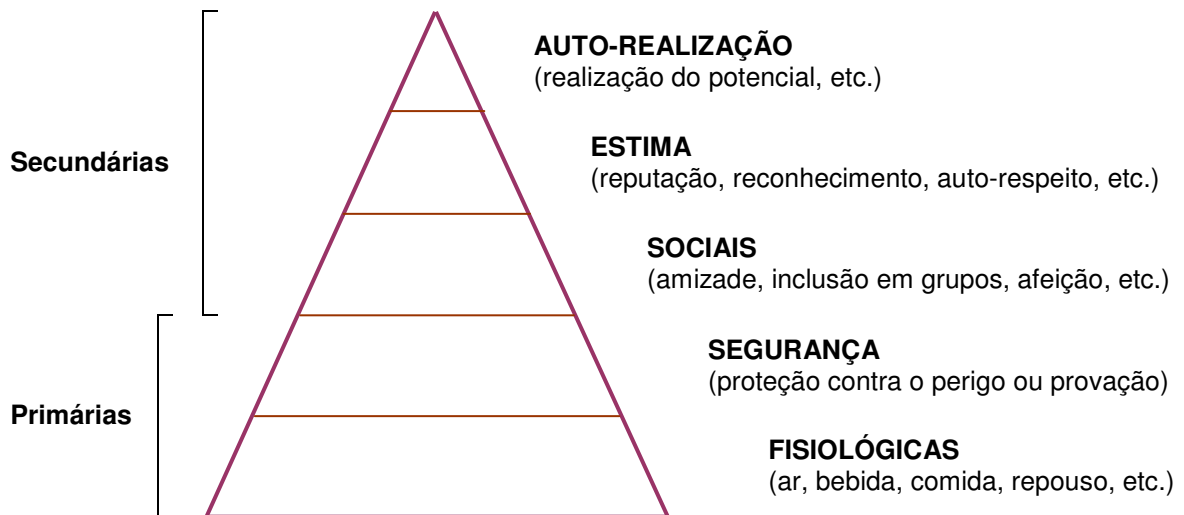 AUTO-REALIZAÇÃO
(realização do potencial, etc.)
Secundárias
ESTIMA
(reputação, reconhecimento, auto-respeito, etc.)
SOCIAIS
(amizade, inclusão em grupos, afeição, etc.)
SEGURANÇA
(proteção contra o perigo ou provação)
Primárias
FISIOLÓGICAS
(ar, bebida, comida, repouso, etc.)